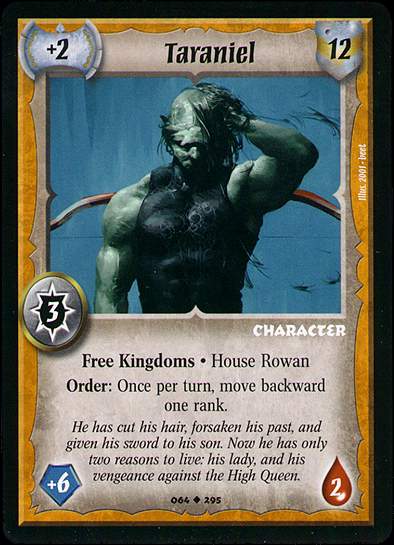 +2
Taraniel
12
Illus. 2001 • beet
3
CHARACTER
Free Kingdoms • House Rowan
Order: Once per turn, move backward
one rank.
He has cut his hair, forsaken his past, and
given his sword to his son. Now he has only
two reasons to live: his lady, and his
vengeance against the High Queen.
+6
064 ◆ 295
2